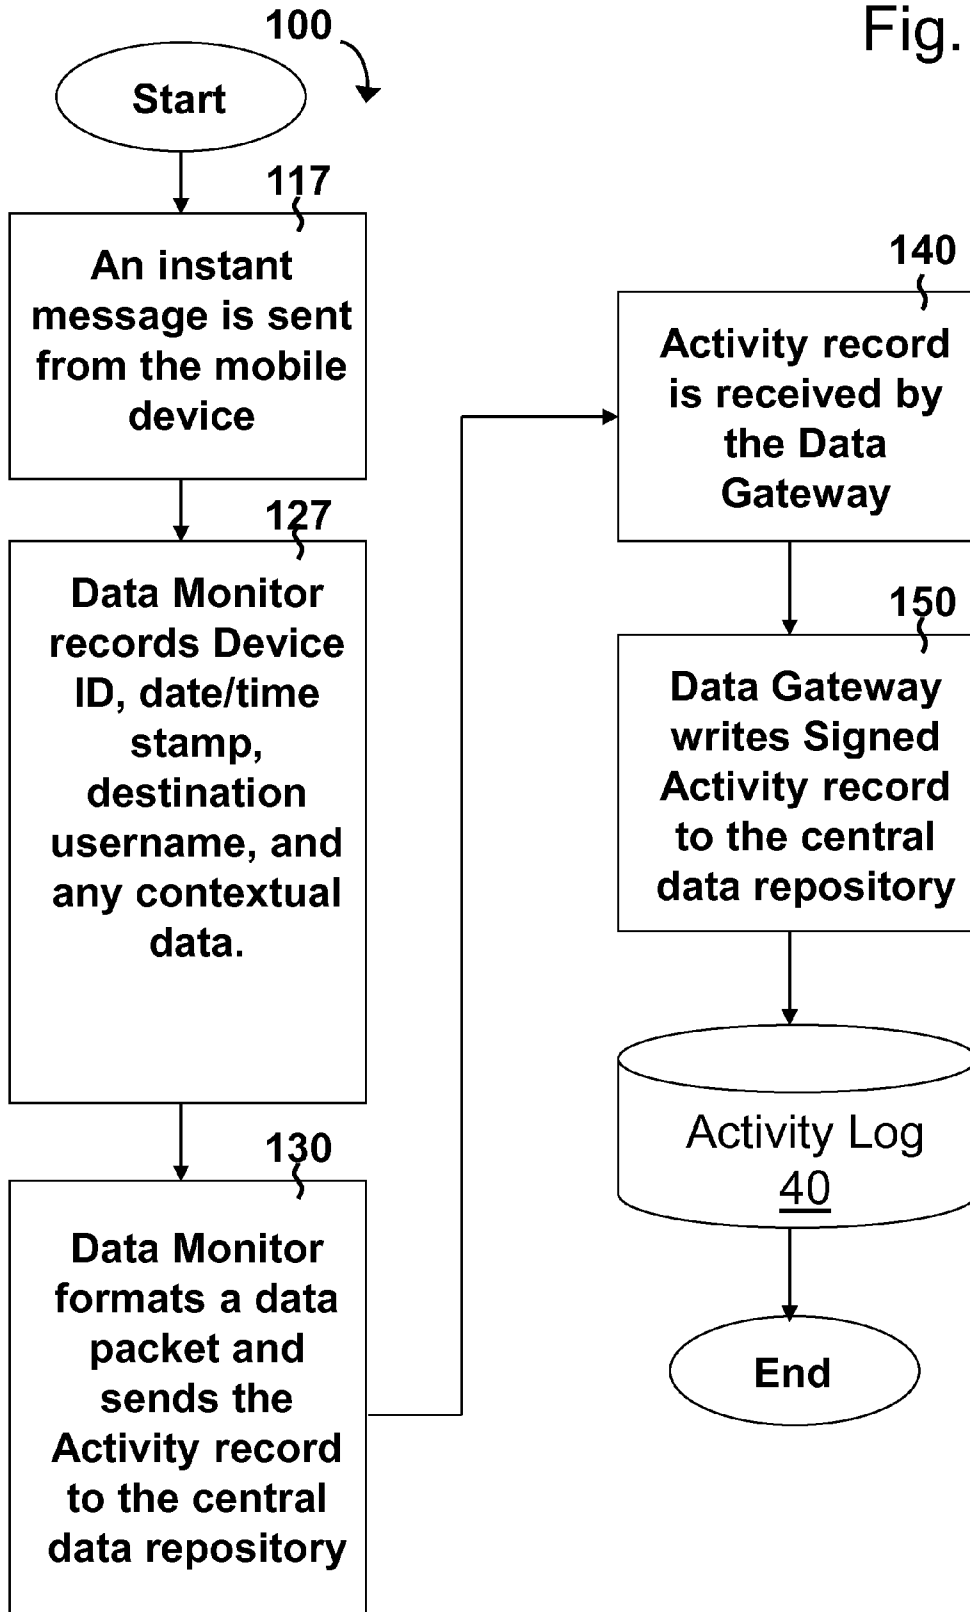 100
Fig.
Start
117
An instant
message is sent
from the mobile
device
127
Data Monitor
records Device
ID, date/time
stamp,
destination
username, and
any contextual
data.
130
Data Monitor
formats a data
packet and
sends the
Activity record
to the central
data repository
140
Activity record
is received by
the Data
Gateway
150
Data Gateway
writes Signed
Activity record
to the central
data repository
Activity Log
40
End